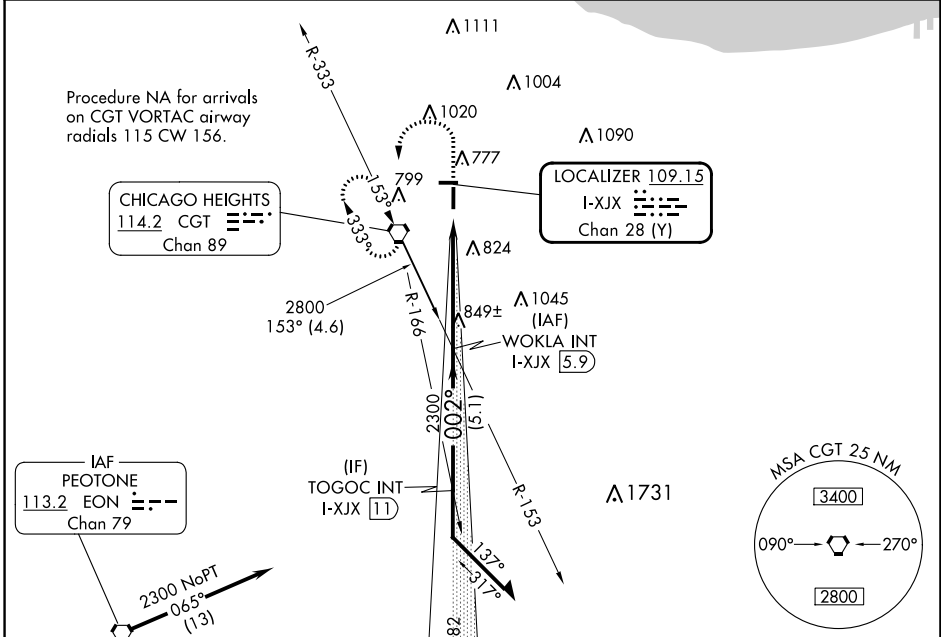 1111
R-333
1004
Procedure NA for arrivals
on CGT VORTAC airway
radials 115 CW 156.
1020
1090
777
799
153°
LOCALIZER 109.15
I-XJX
Chan 28 (Y)
CHICAGO HEIGHTS
114.2 CGT
Chan 89
333°
824
2800
153° (4.6)
R-166
849±
1045
(IAF)
WOKLA INT
I-XJX 5.9
2300
002°
(5.1)
IAF
PEOTONE
113.2 EON
Chan 79
(IF)
TOGOC INT
I-XJX 11
R-153
1731
MSA CGT 25 NM
3400
090°
270°
2800
137°
317°
2300 NoPT
065°
(13)
82